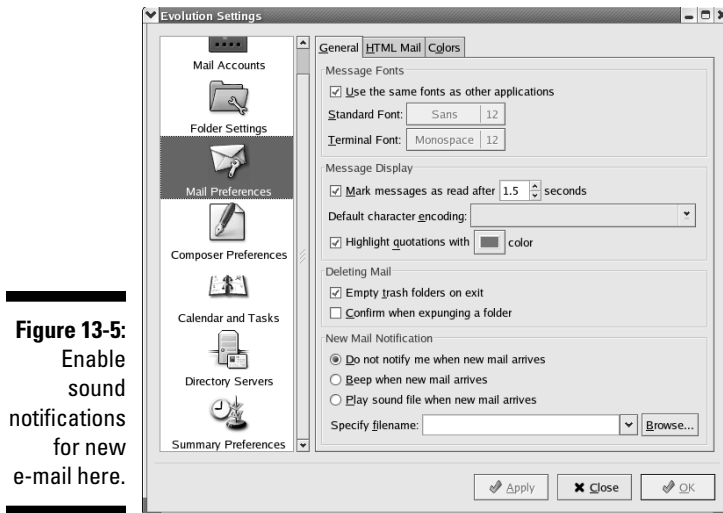 Evolution Settings
Mail Accounts
Folder Settings
Mail Preferences
Composer Preferences
Calendar and Tasks
Directory Servers
Summary Preferences
General HTML Mail Colors
Message Fonts
Use the same fonts as other applications
Standard Font: Sans 12
Terminal Font: Monospace 12
Message Display
Mark messages as read after 1.5 seconds
Default character encoding:
Highlight quotations with color
Deleting Mail
Empty trash folders on exit
Confirm when expunging a folder
New Mail Notification
Do not notify me when new mail arrives
Beep when new mail arrives
Play sound file when new mail arrives
Specify filename: Browse...
Apply Close OK
Figure 13-5:
Enable
sound
notifications
for new
e-mail here.